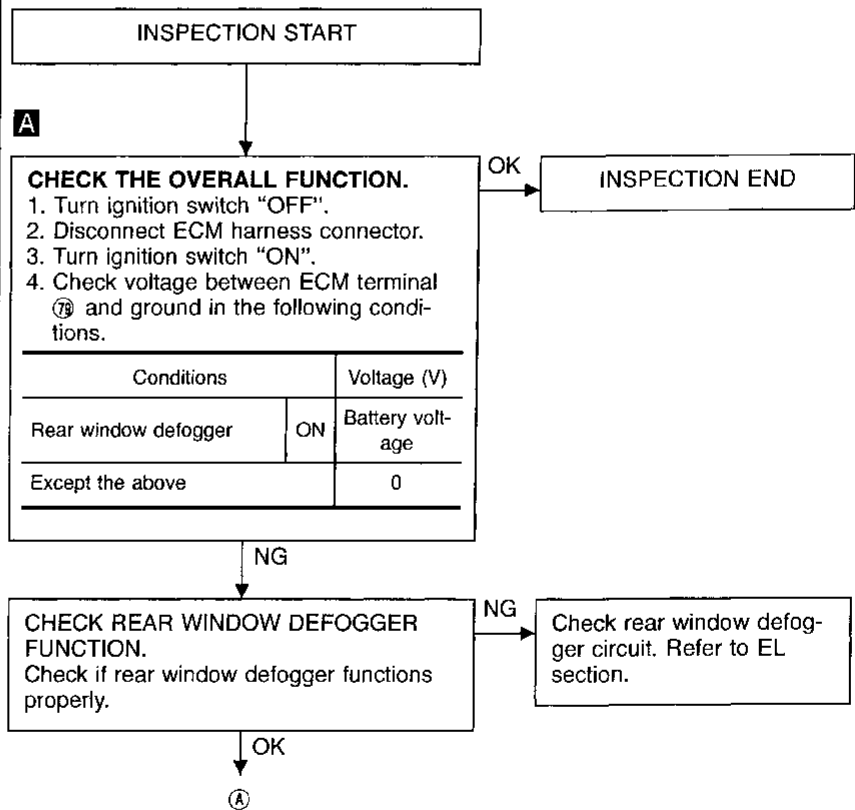 INSPECTION START
A
CHECK THE OVERALL FUNCTION.
1. Turn ignition switch “OFF”.
2. Disconnect ECM harness connector.
3. Turn ignition switch “ON”.
4. Check voltage between ECM terminal
㊆ and ground in the following condi-
tions.
Conditions Voltage (V)
Rear window defogger ON Battery volt-
age
Except the above 0
OK
INSPECTION END
NG
CHECK REAR WINDOW DEFOGGER
FUNCTION.
Check if rear window defogger functions
properly.
NG
Check rear window defog-
ger circuit. Refer to EL
section.
OK
Ⓐ